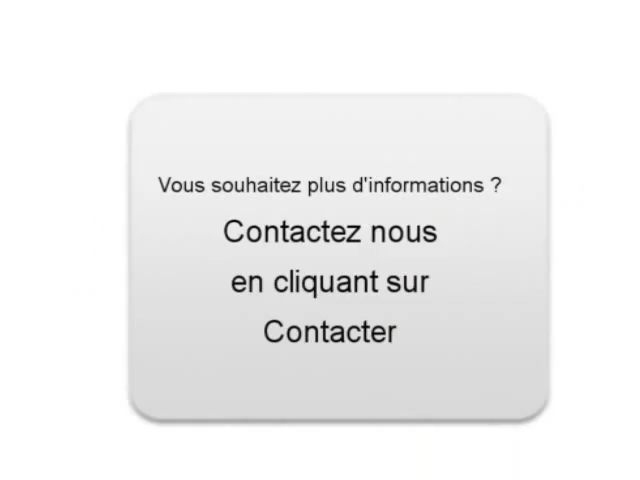 Vous souhaitez plus d'informations ?
Contactez nous
en cliquant sur
Contacter